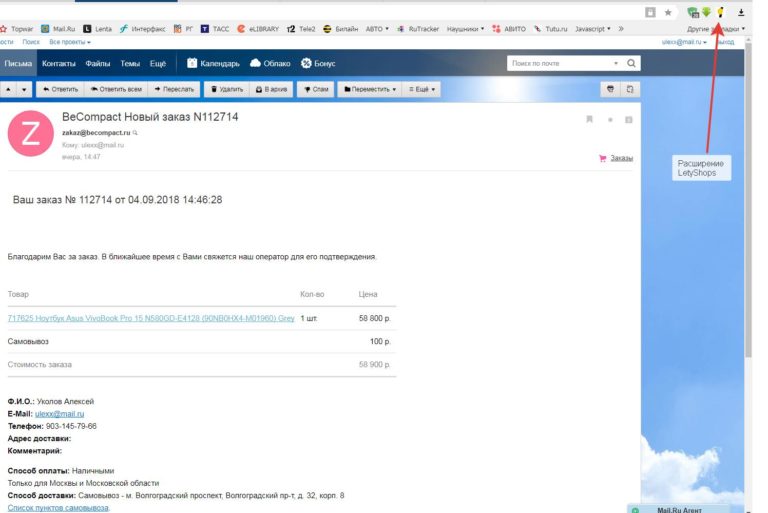 Торwar Mail.Ru Lenta Интерфакс РГ ТАСС eLIBRARY Tele2 Билайн АВТО RuTracker Наушники АВИТО Tutu.ru Javascript » Другие закладки
ости Поиск Все проекты ulexx@mail.ru выход
Письма Контакты Файлы Темы Ещё Календарь Облако Бонус Поиск по почте
Ответить Ответить всем Переслать Удалить В архив Спам Переместить Ещё
Z
BeCompact Новый заказ N112714
zakaz@becompact.ru
Кому: ulexx@mail.ru
вчера, 14:47
Заказы
Расширение
LetyShops
Ваш заказ № 112714 от 04.09.2018 14:46:28
Благодарим Вас за заказ. В ближайшее время с Вами свяжется наш оператор для его подтверждения.
Товар Кол-во Цена
717625 Ноутбук Asus VivoBook Pro 15 N580GD-E4128 (90NB0HX4-M01960) Grey 1 шт. 58 800 р.
Самовывоз 100 р.
Стоимость заказа 58 900 р.
Ф.И.О.: Уколов Алексей
E-Mail: ulexx@mail.ru
Телефон: 903-145-79-66
Адрес доставки:
Комментарий:
Способ оплаты: Наличными
Только для Москвы и Московской области
Способ доставки: Самовывоз - м. Волгоградский проспект, Волгоградский пр-т, д. 32, корп. 8
Список пунктов самовывоза.
Mail.Ru Агент